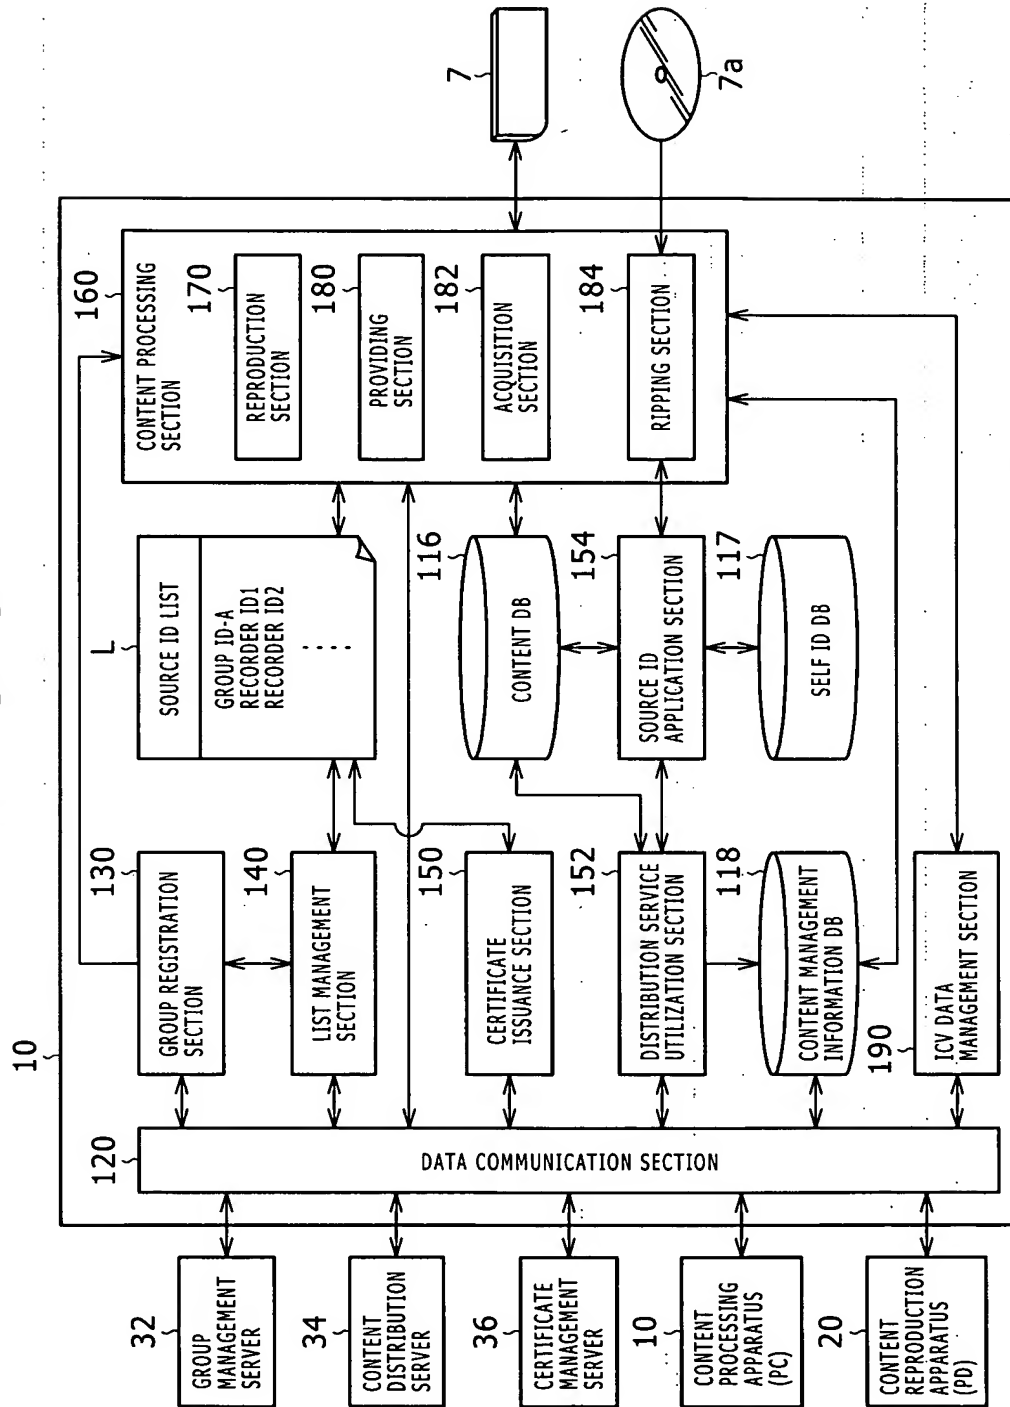 10
32
GROUP
MANAGEMENT
SERVER
34
CONTENT
DISTRIBUTION
SERVER
36
CERTIFICATE
MANAGEMENT
SERVER
10
CONTENT
PROCESSING
APPARATUS
(PC)
20
CONTENT
REPRODUCTION
APPARATUS
(PD)
120
DATA COMMUNICATION SECTION
130
GROUP REGISTRATION
SECTION
140
LIST MANAGEMENT
SECTION
150
CERTIFICATE
ISSUANCE SECTION
152
DISTRIBUTION SERVICE
UTILIZATION SECTION
118
CONTENT MANAGEMENT
INFORMATION DB
190
ICV DATA
MANAGEMENT SECTION
L
SOURCE ID LIST
GROUP ID-A
RECORDER ID1
RECORDER ID2
....
116
CONTENT DB
154
SOURCE ID
APPLICATION SECTION
117
SELF ID DB
160
CONTENT PROCESSING
SECTION
170
REPRODUCTION
SECTION
180
PROVIDING
SECTION
182
ACQUISITION
SECTION
184
RIPPING SECTION
7
7a